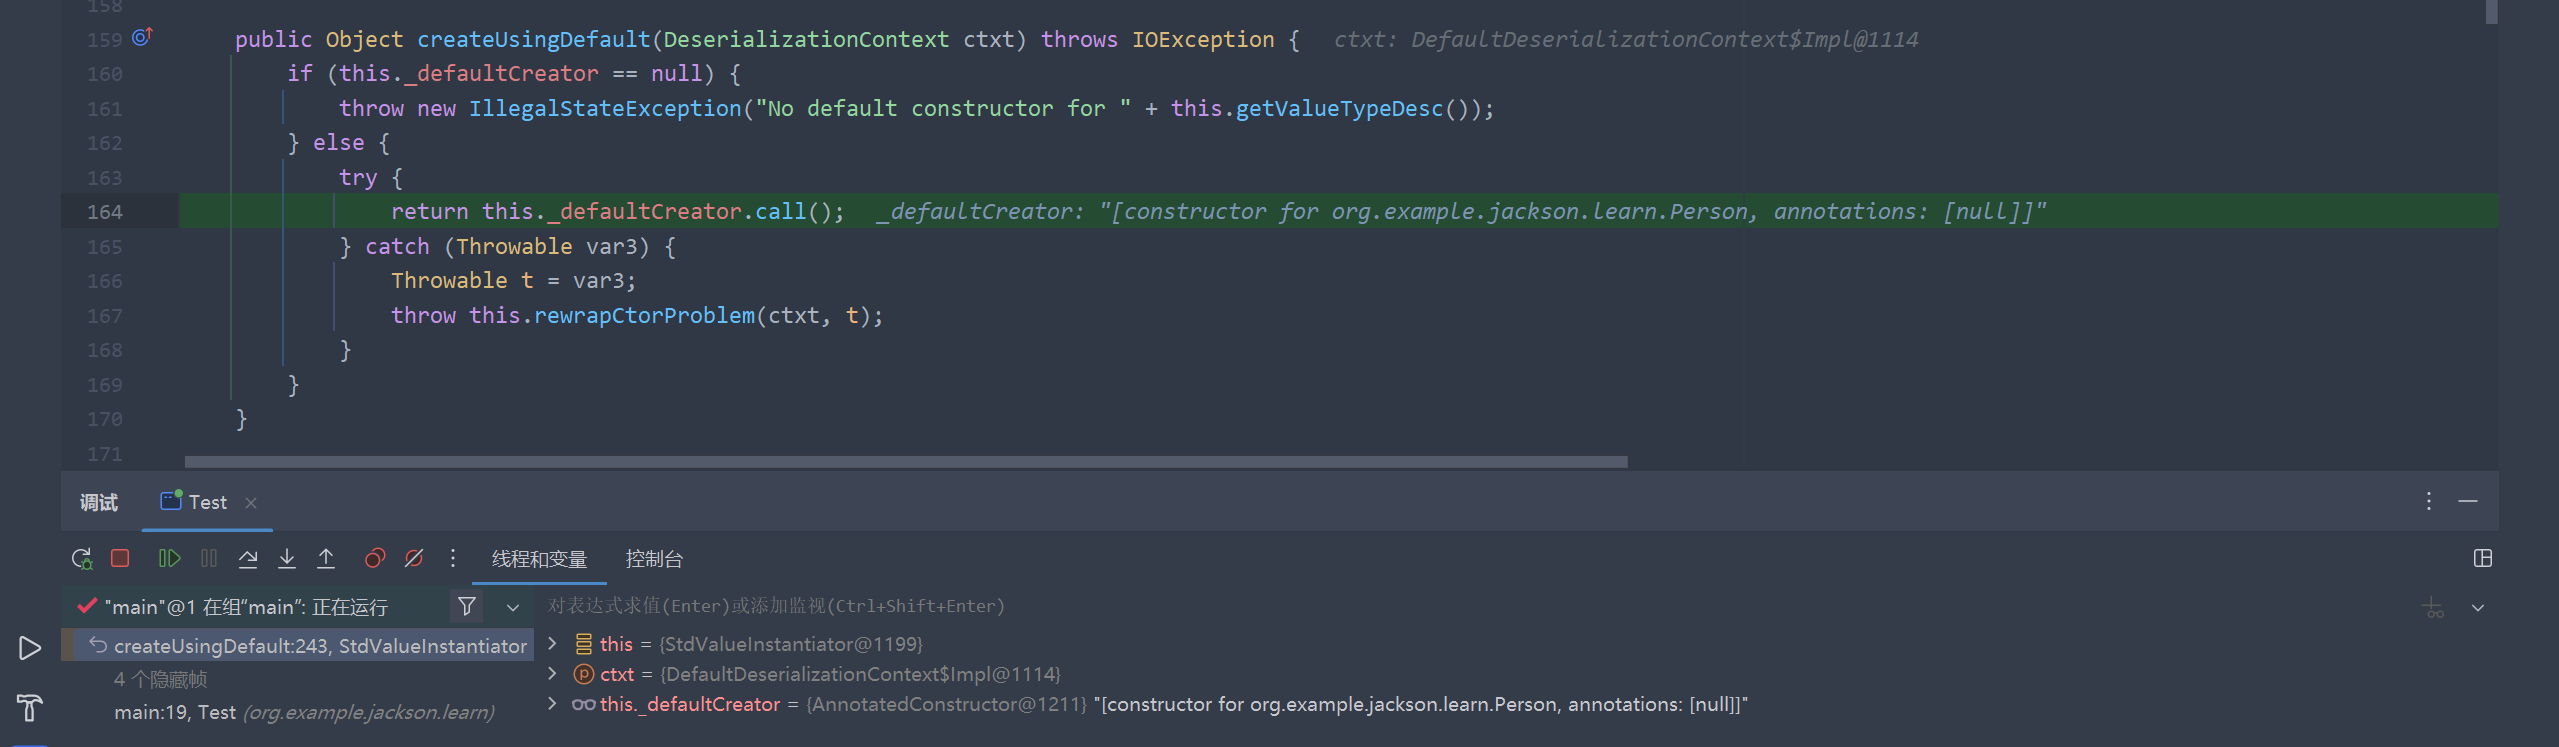 158
159 public Object createUsingDefault(DeserializationContext ctxt) throws IOException { ctxt: DefaultDeserializationContext$Impl@1114
160 if (this._defaultCreator == null) {
161 throw new IllegalStateException("No default constructor for " + this.getValueTypeDesc());
162 } else {
163 try {
164 return this._defaultCreator.call(); _defaultCreator: "[constructor for org.example.jackson.learn.Person, annotations: [null]]"
165 } catch (Throwable var3) {
166 Throwable t = var3;
167 throw this.rewrapCtorProblem(ctxt, t);
168 }
169 }
170 }
171
调试 Test
线程和变量 控制台
"main"@1 在组“main”: 正在运行
对表达式求值(Enter)或添加监视(Ctrl+Shift+Enter)
createUsingDefault:243, StdValueInstantiator
4 个隐藏帧
main:19, Test (org.example.jackson.learn)
this = {StdValueInstantiator@1199}
ctxt = {DefaultDeserializationContext$Impl@1114}
this._defaultCreator = {AnnotatedConstructor@1211} "[constructor for org.example.jackson.learn.Person, annotations: [null]]"